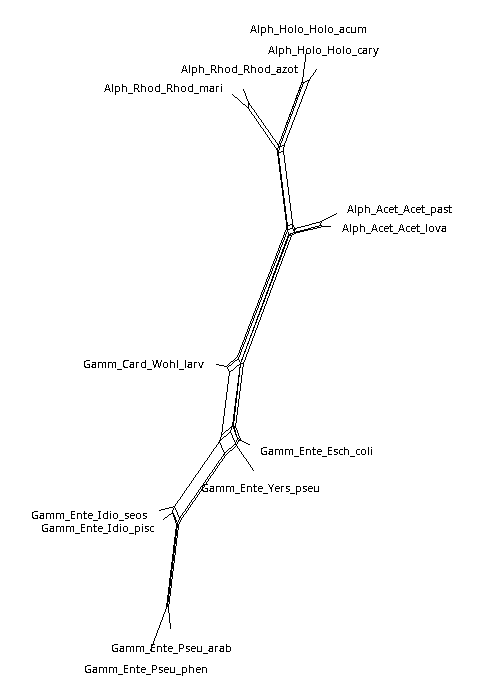 Alph_Holo_Holo_acum
Alph_Holo_Holo_cary
Alph_Rhod_Rhod_azot
Alph_Rhod_Rhod_mari
Alph_Acet_Acet_past
Alph_Acet_Acet_lova
Gamm_Card_Wohl_larv
Gamm_Ente_Esch_coli
Gamm_Ente_Yers_pseu
Gamm_Ente_Idio_seos
Gamm_Ente_Idio_pisc
Gamm_Ente_Pseu_arab
Gamm_Ente_Pseu_phen